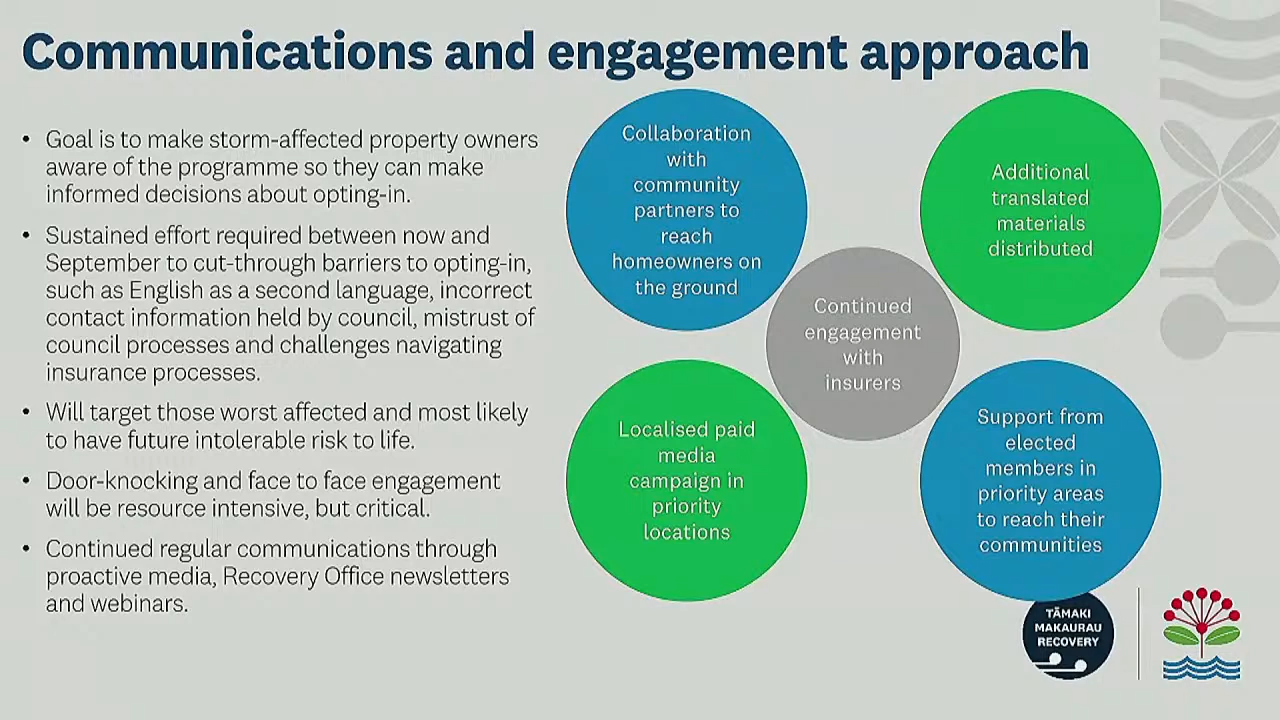 Communications and engagement approach
• Goal is to make storm-affected property owners
aware of the programme so they can make
informed decisions about opting-in.
• Sustained effort required between now and
September to cut-through barriers to opting-in,
such as English as a second language, incorrect
contact information held by council, mistrust of
council processes and challenges navigating
insurance processes.
• Will target those worst affected and most likely
to have future intolerable risk to life.
• Door-knocking and face to face engagement
will be resource intensive, but critical.
• Continued regular communications through
proactive media, Recovery Office newsletters
and webinars.
Collaboration
with
community
partners to
reach
homeowners on
the ground
Additional
translated
materials
distributed
Continued
engagement
with
insurers
Localised paid
media
campaign in
priority
locations
Support from
elected
members in
priority areas
to reach their
communities
TĀMAKI
MAKAURAU
RECOVERY